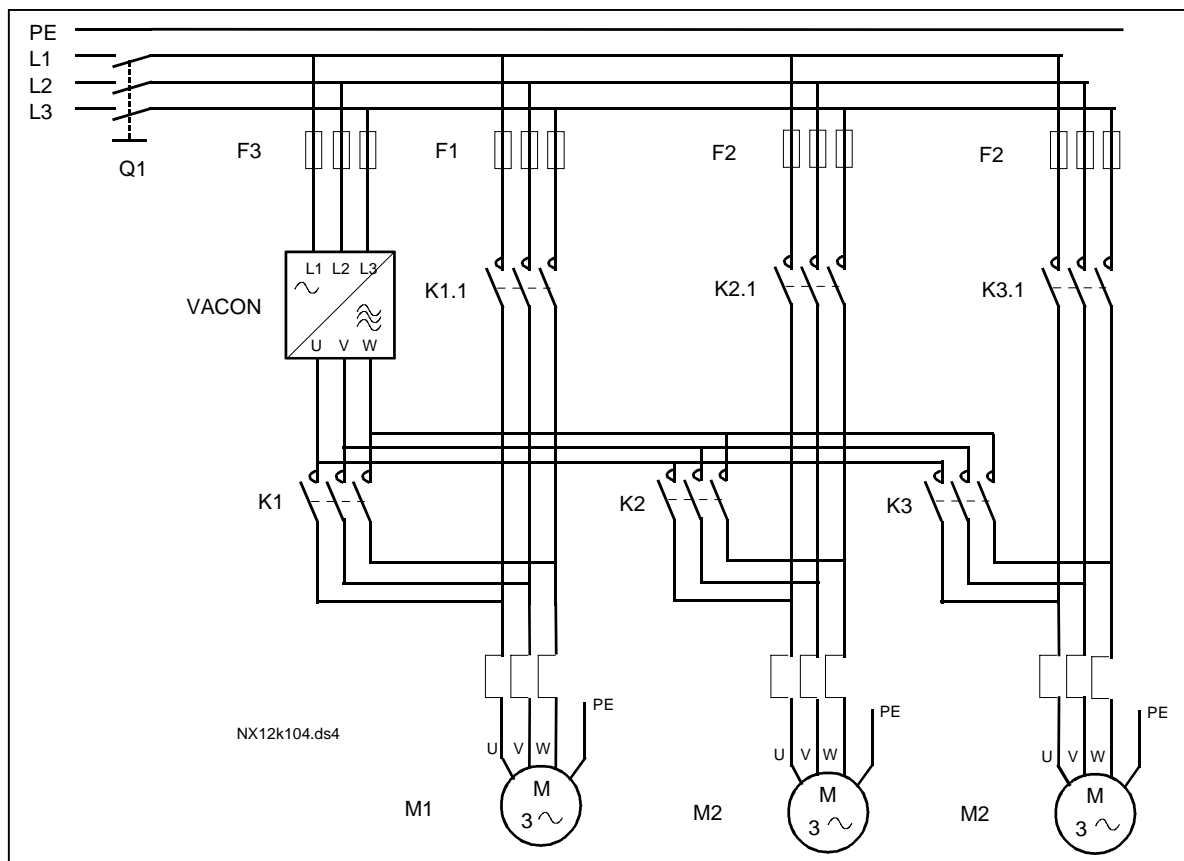 PE
L1
L2
L3
Q1
F3
F1
F2
F2
L1 L2 L3
VACON
U V W
K1.1
K2.1
K3.1
K1
K2
K3
PE
PE
PE
NX12k104.ds4
U V W
U V W
U V W
M1
M
3
M2
M
3
M2
M
3